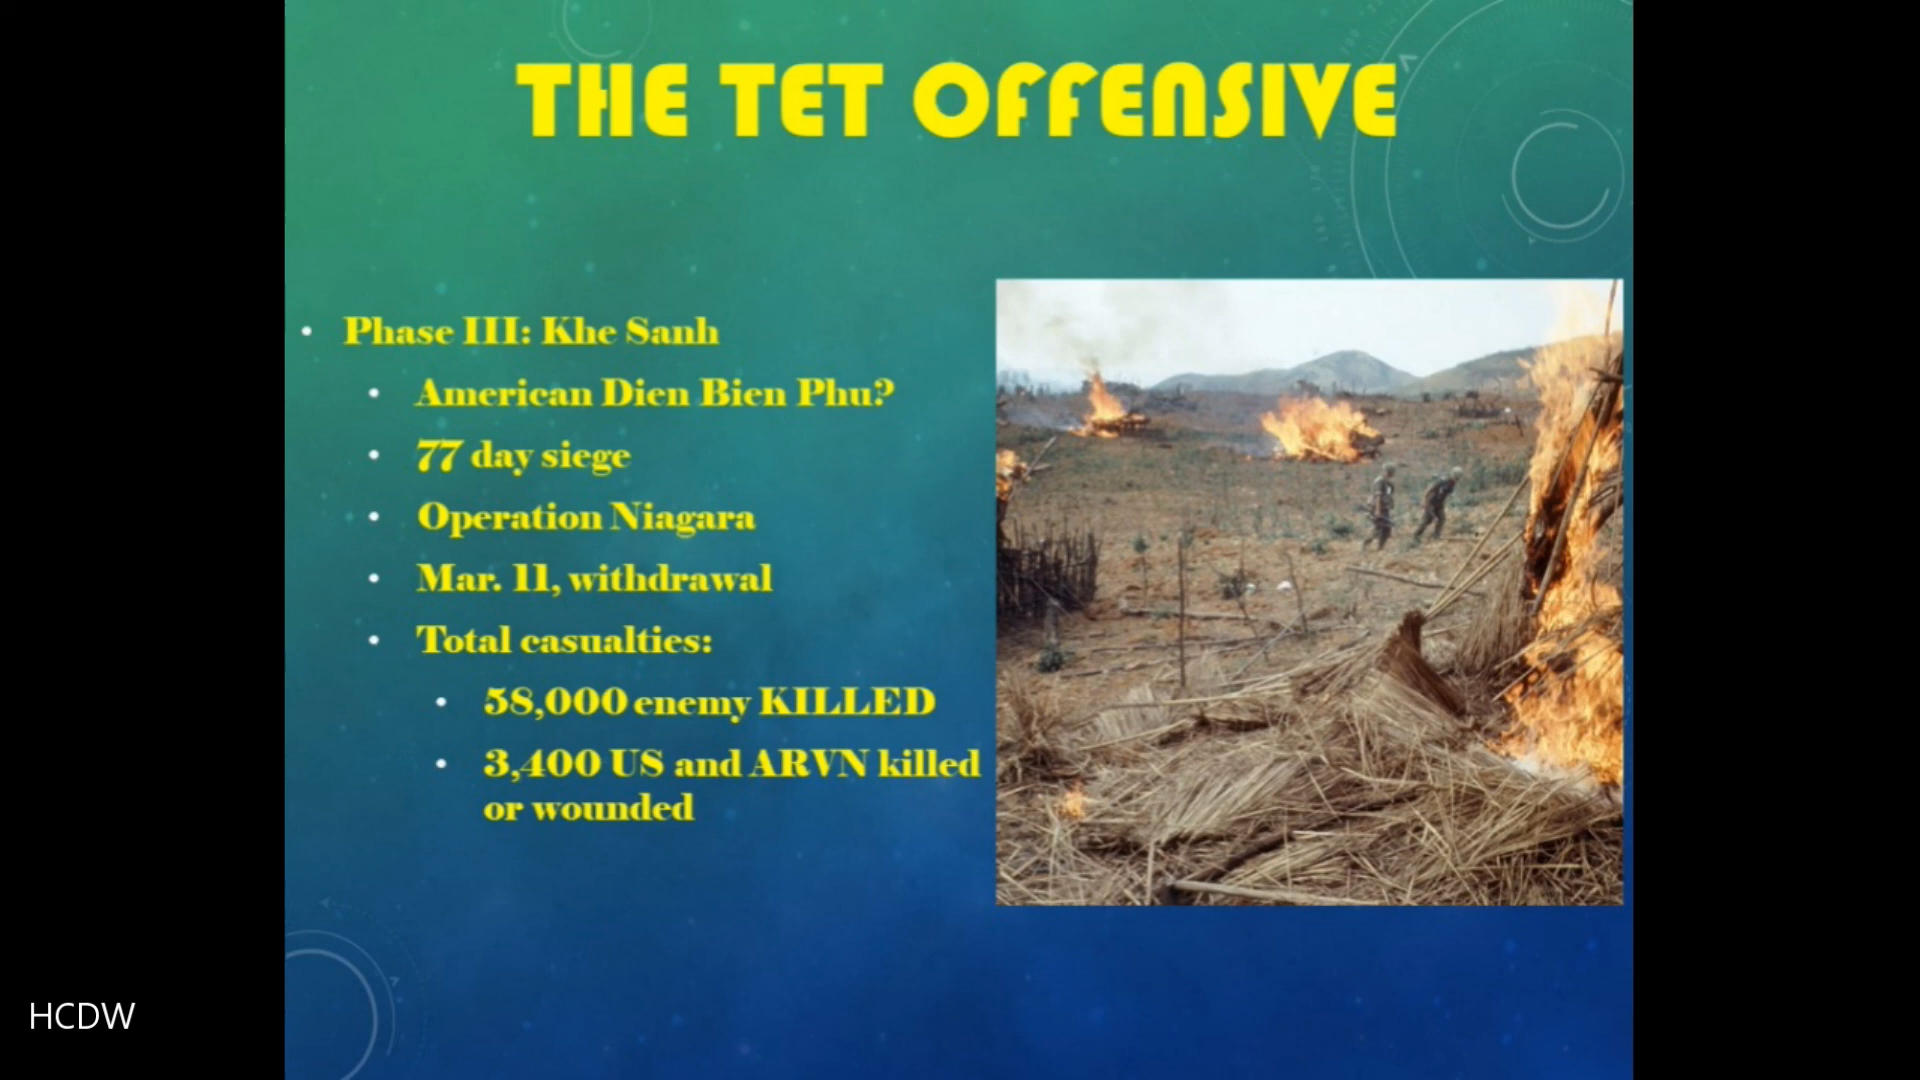 THE TET OFFENSIVE
• Phase III: Khe Sanh
• American Dien Bien Phu?
• 77 day siege
• Operation Niagara
• Mar. 11, withdrawal
• Total casualties:
• 58,000 enemy KILLED
• 3,400 US and ARVN killed
or wounded
HCDW